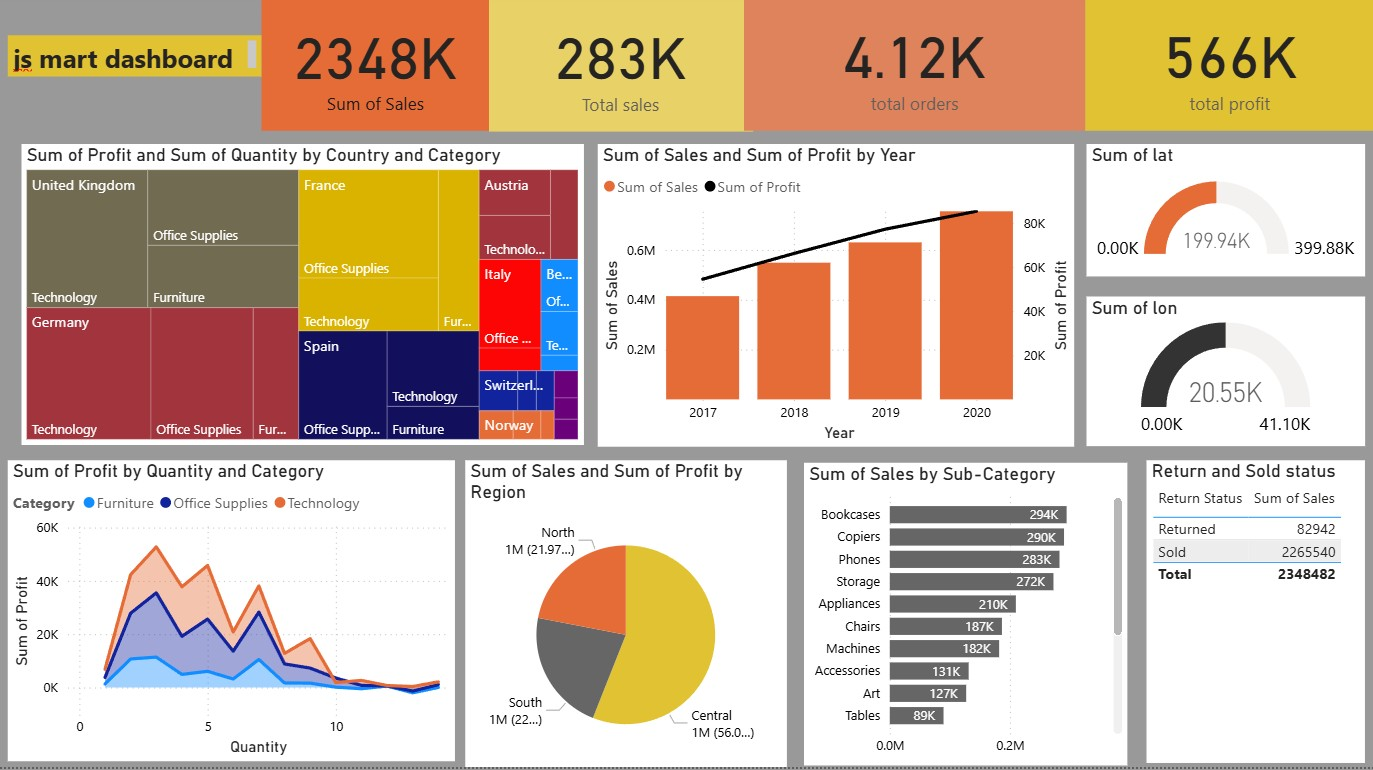 js mart dashboard
2348K
Sum of Sales
283K
Total sales
4.12K
total orders
566K
total profit
Sum of Profit and Sum of Quantity by Country and Category
United Kingdom
Technology
Office Supplies
Furniture
Germany
Technology
Office Supplies
Fur...
France
Office Supplies
Technology
Fur...
Spain
Office Supp...
Technology
Furniture
Austria
Technolo...
Italy
Office ...
Be...
Of...
Te...
Switzerl...
Norway
Sum of Sales and Sum of Profit by Year
Sum of Sales
Sum of Profit
Sum of Sales
0.6M
0.4M
0.2M
80K
60K
40K
20K
Sum of Profit
2017
2018
2019
2020
Year
Sum of lat
199.94K
0.00K
399.88K
Sum of lon
20.55K
0.00K
41.10K
Sum of Profit by Quantity and Category
Category
Furniture
Office Supplies
Technology
Sum of Profit
60K
40K
20K
0K
0
5
10
Quantity
Sum of Sales and Sum of Profit by
Region
North
1M (21.97...)
South
1M (22...)
Central
1M (56.0...)
Sum of Sales by Sub-Category
Bookcases 294K
Copiers 290K
Phones 283K
Storage 272K
Appliances 210K
Chairs 187K
Machines 182K
Accessories 131K
Art 127K
Tables 89K
0.0M
0.2M
Return and Sold status
Return Status Sum of Sales
Returned 82942
Sold 2265540
Total 2348482